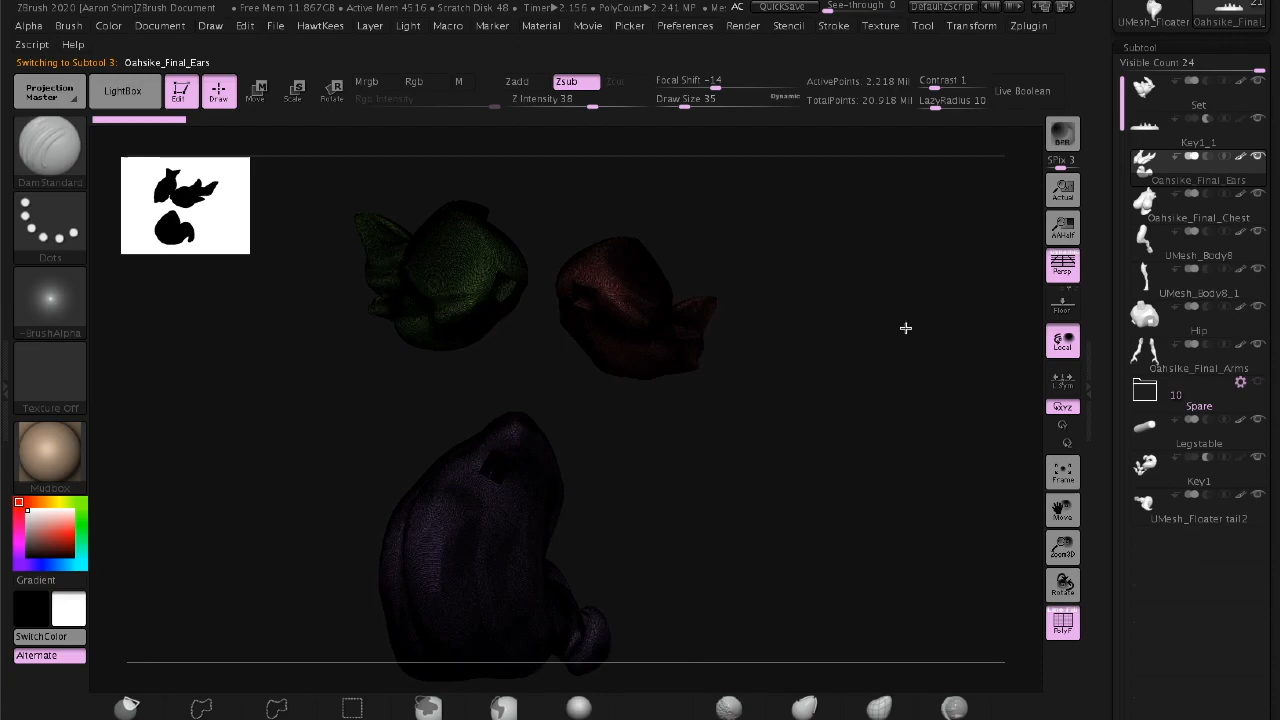 ZBrush 2020 [Aaron Shim]ZBrush Document • Free Mem 11.867GB • Active Mem 4516 • Scratch Disk 48 • Timer▶2.156 • PolyCount▶2.241 MP • Me: AC QuickSave See-through 0 DefaultZScript
Alpha Brush Color Document Draw Edit File HawtKees Layer Light Macro Marker Material Movie Picker Preferences Render Stencil Stroke Texture Tool Transform Zplugin
Zscript Help
Switching to Subtool 3: Oahsike_Final_Ears
Projection Master
LightBox
Edit
Draw
Move
Scale
Rotate
Mrgb Rgb M
Rgb Intensity
Zadd Zsub Zcut
Z Intensity 38
Focal Shift -14
Draw Size 35
Dynamic
ActivePoints: 2.218 Mil
TotalPoints: 20.918 Mil
Contrast 1
LazyRadius 10
Live Boolean
DamStandard
Dots
~BrushAlpha
Texture Off
Mudbox
Gradient
SwitchColor
Alternate
BPR
SPix 3
Actual
AAHalf
Persp
Floor
Local
L.Sym
xyz
Frame
Move
Zoom3D
Rotate
PolyF
UMesh_Floater Oahsike_Final_
21
Subtool
Visible Count 24
Set
Key1_1
Oahsike_Final_Ears
Oahsike_Final_Chest
UMesh_Body8
UMesh_Body8_1
Hip
Oahsike_Final_Arms
10
Spare
Legstable
Key1
UMesh_Floater tail2